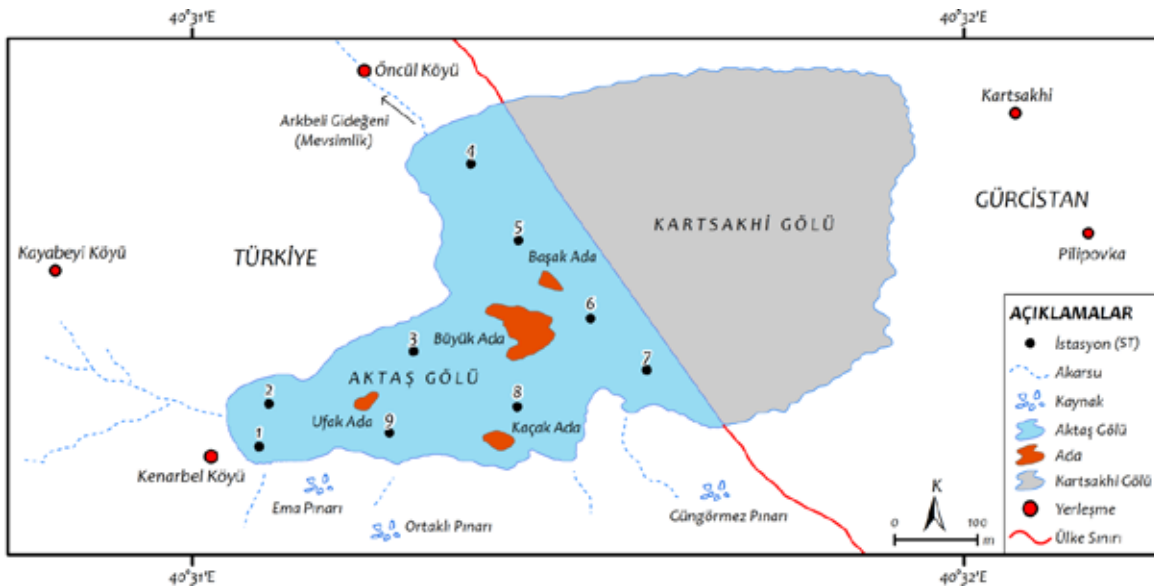 40°31'E
40°32'E
Öncül Köyü
Arkbeli Gideğeni
(Mevsimlik)
Kartsakhi
4
GÜRCİSTAN
KARTSAKHİ GÖLÜ
5
Pilipovka
Kayabeyi Köyü
TÜRKİYE
Başak Ada
6
Büyük Ada
3
7
AKTAŞ GÖLÜ
2
8
Ufak Ada
9
Kaçak Ada
1
Kenarbel Köyü
Ema Pınarı
Ortaklı Pınarı
Güngörmez Pınarı
K
0 100
m
AÇIKLAMALAR
İstasyon (ST)
Akarsu
Kaynak
Aktaş Gölü
Ada
Kartsakhi Gölü
Yerleşme
Ülke Sınırı
40°31'E
40°32'E